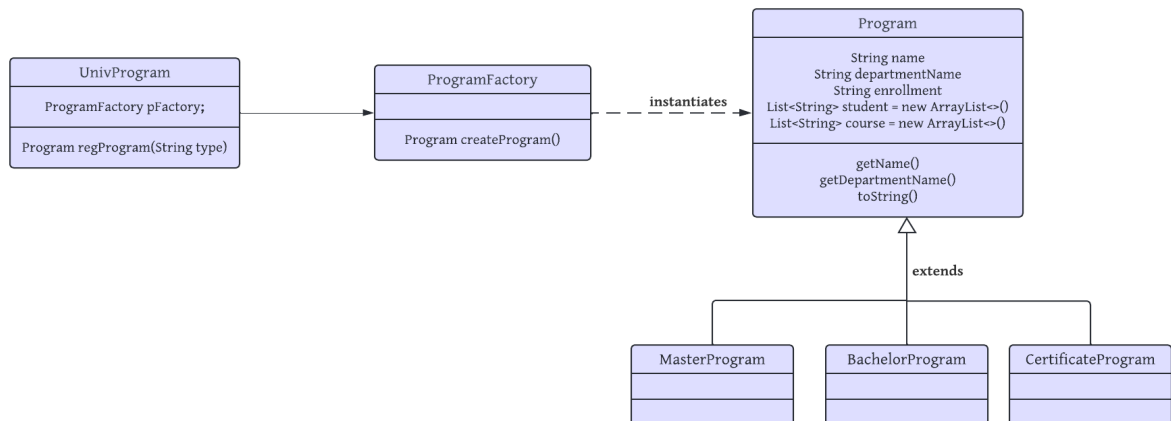 UnivProgram
ProgramFactory pFactory;
Program regProgram(String type)
ProgramFactory
Program createProgram()
instantiates
Program
String name
String departmentName
String enrollment
List<String> student = new ArrayList<>()
List<String> course = new ArrayList<>()
getName()
getDepartmentName()
toString()
extends
MasterProgram
BachelorProgram
CertificateProgram